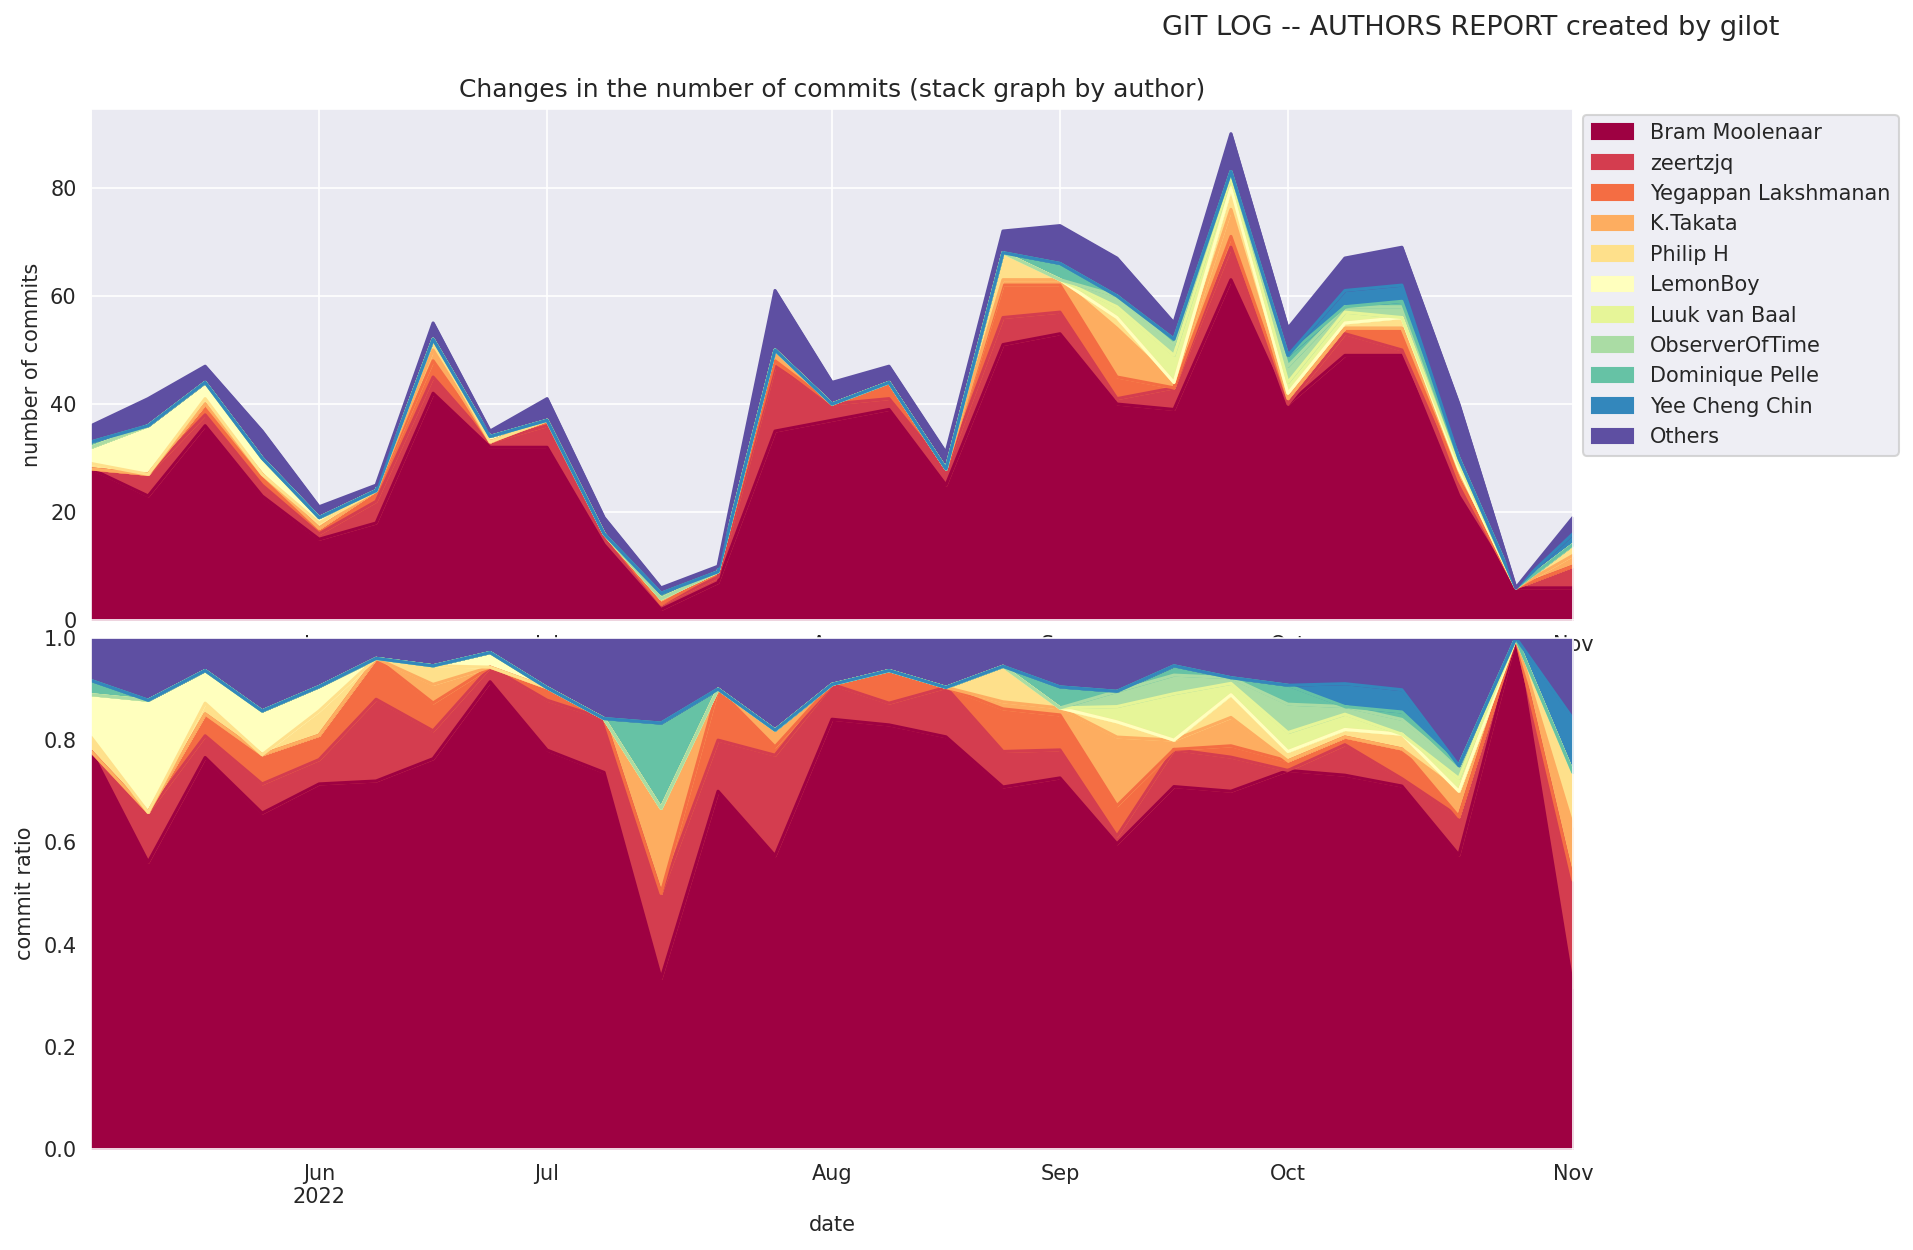 GIT LOG -- AUTHORS REPORT created by gilot
Changes in the number of commits (stack graph by author)
number of commits
80
60
40
20
0
Bram Moolenaar
zeertzjq
Yegappan Lakshmanan
K.Takata
Philip H
LemonBoy
Luuk van Baal
ObserverOfTime
Dominique Pelle
Yee Cheng Chin
Others
Nov
commit ratio
1.0
0.8
0.6
0.4
0.2
0.0
Jun Jul Aug Sep Oct Nov
2022
date